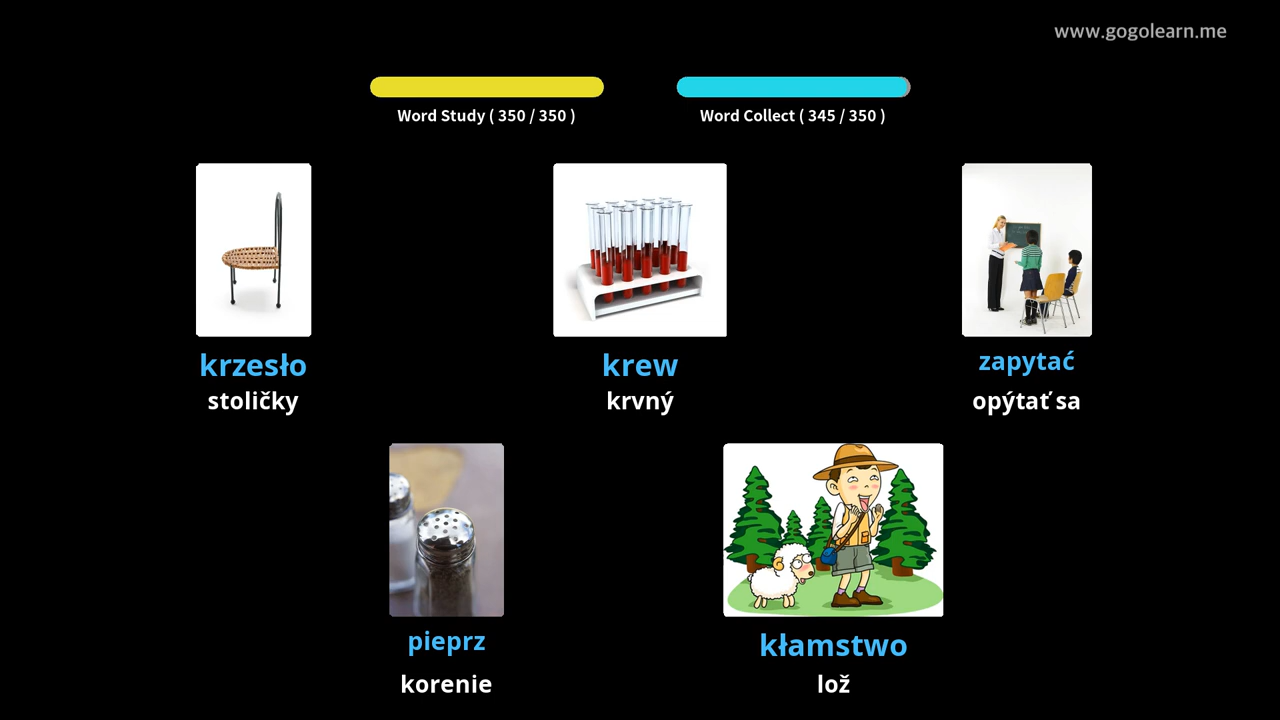 www.gogolearn.me
Word Study ( 350 / 350 )
Word Collect ( 345 / 350 )
krzesło
stoličky
krew
krvný
zapytać
opýtať sa
pieprz
korenie
kłamstwo
lož